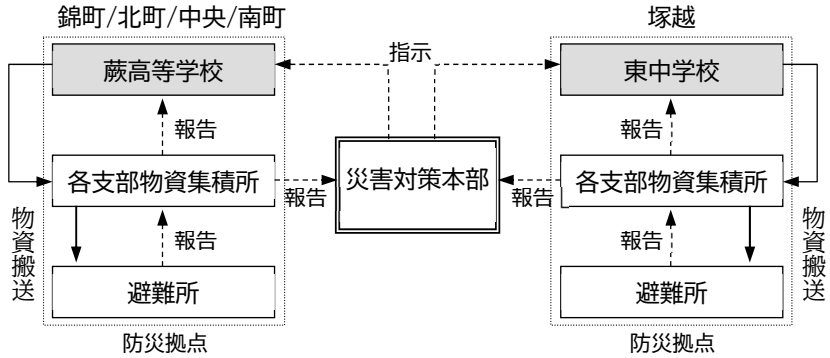 錦町/北町/中央/南町
塚越
蕨高等学校
指示
東中学校
報告
報告
各支部物資集積所
報告
災害対策本部
報告
各支部物資集積所
物資搬送
報告
報告
物資搬送
避難所
避難所
防災拠点
防災拠点